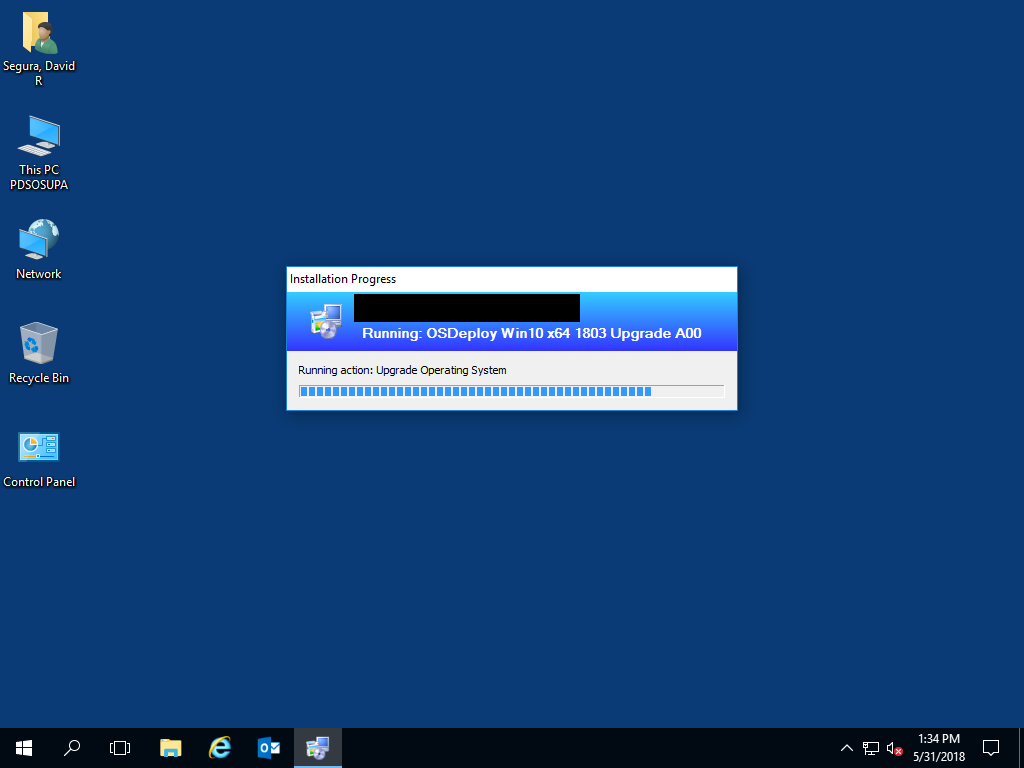 Segura, David
R
This PC
PDSOSUPA
Network
Recycle Bin
Control Panel
Installation Progress
Running: OSDeploy Win10 x64 1803 Upgrade A00
Running action: Upgrade Operating System
1:34 PM
5/31/2018